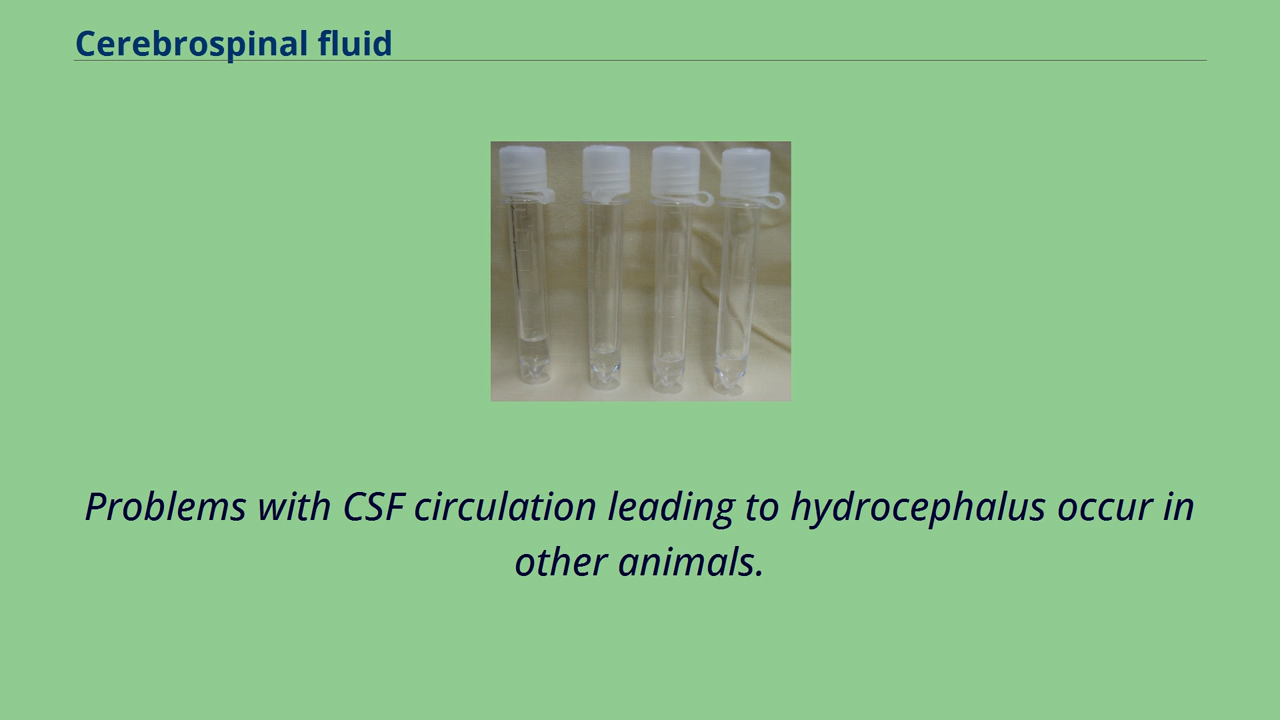 Cerebrospinal fluid
Problems with CSF circulation leading to hydrocephalus occur in
other animals.